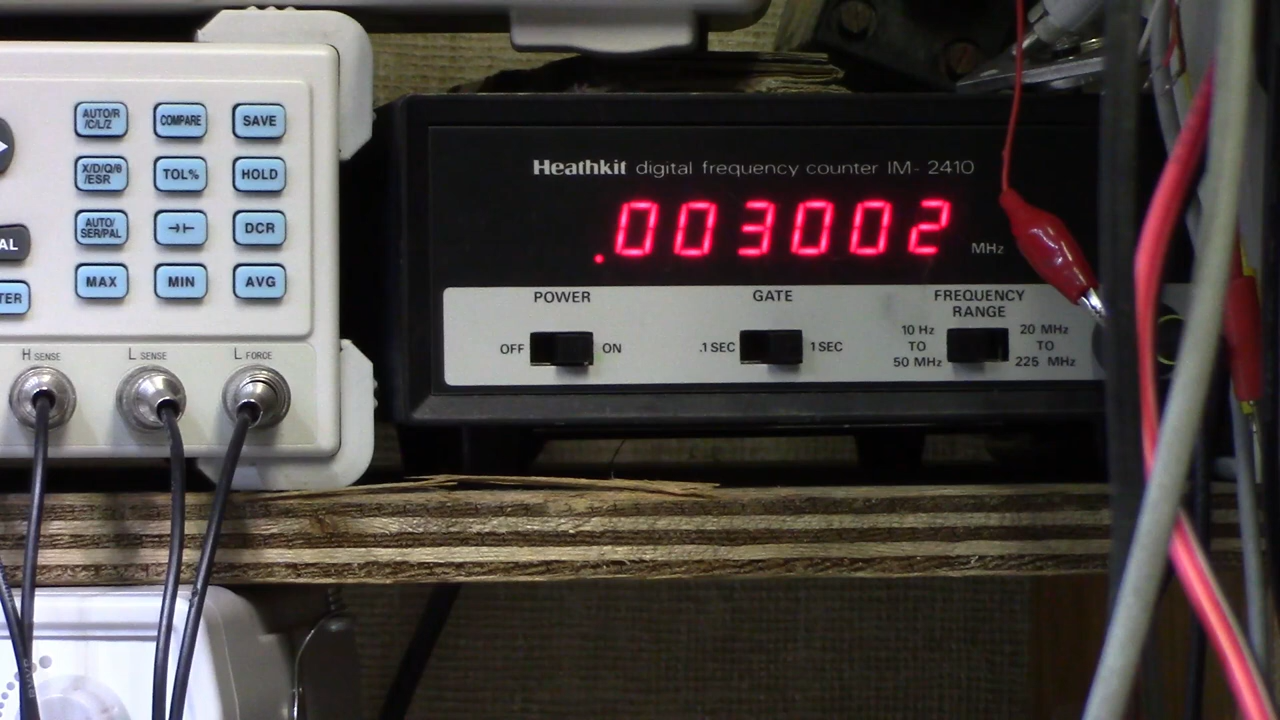 AUTO/R
/C/L/Z
COMPARE
SAVE
X/D/Q/θ
/ESR
TOL%
HOLD
AUTO/
SER/PAL
DCR
MAX
MIN
AVG
AL
TER
H SENSE
L SENSE
L FORCE
Heathkit digital frequency counter IM- 2410
.003002
MHz
POWER
OFF
ON
GATE
.1 SEC
1 SEC
FREQUENCY
RANGE
10 Hz
TO
50 MHz
20 MHz
TO
225 MHz